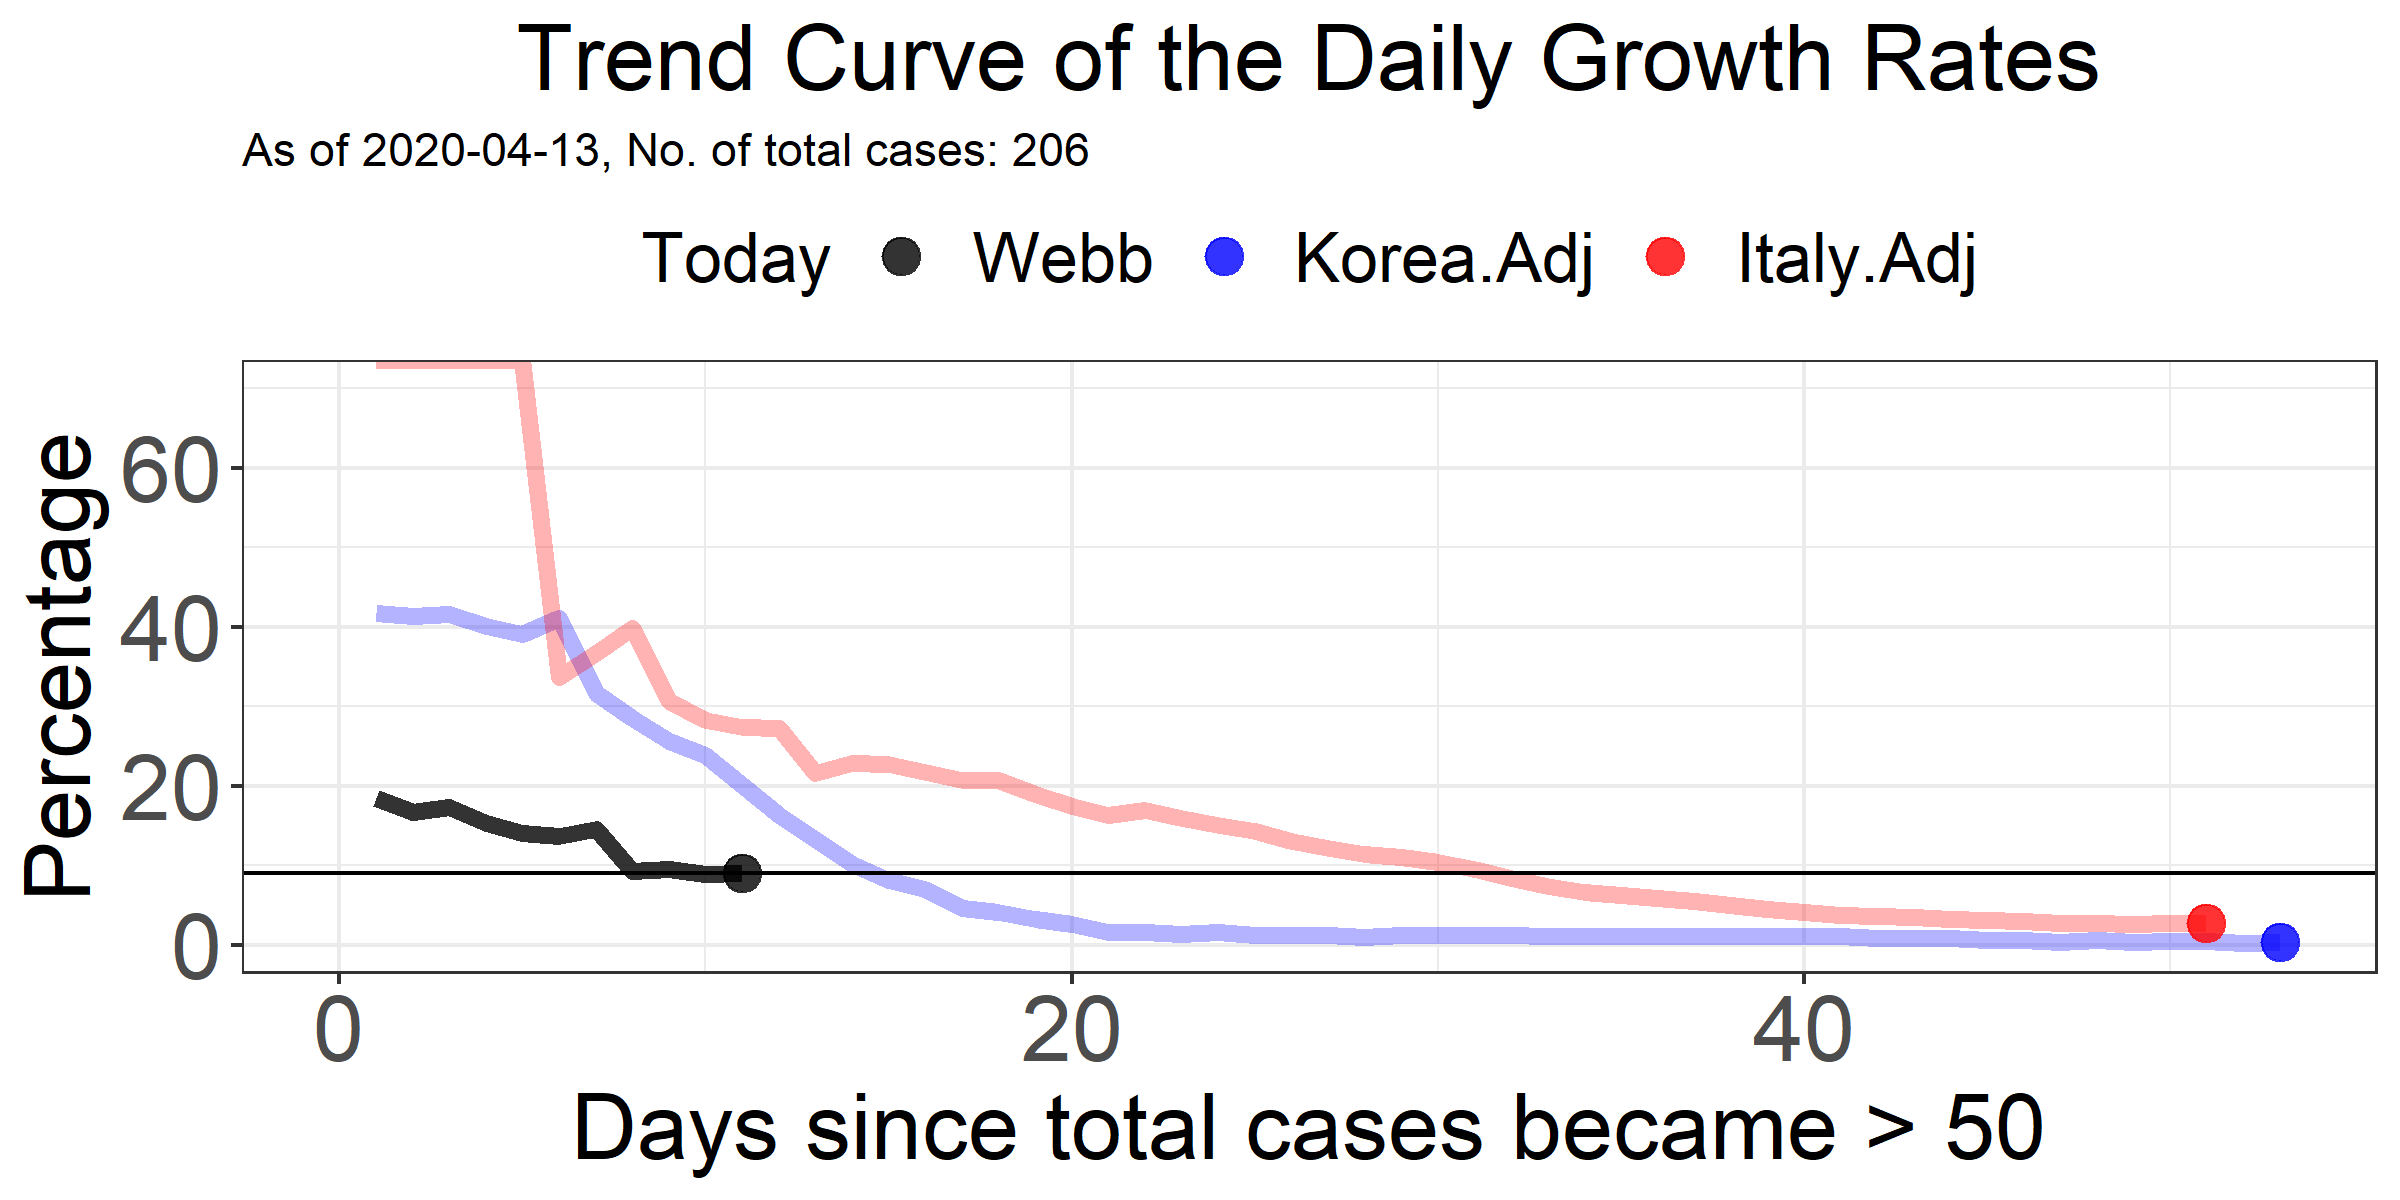 Trend Curve of the Daily Growth Rates
As of 2020-04-13, No. of total cases: 206
Today Webb Korea.Adj Italy.Adj
Percentage
60
40
20
0
0 20 40
Days since total cases became > 50